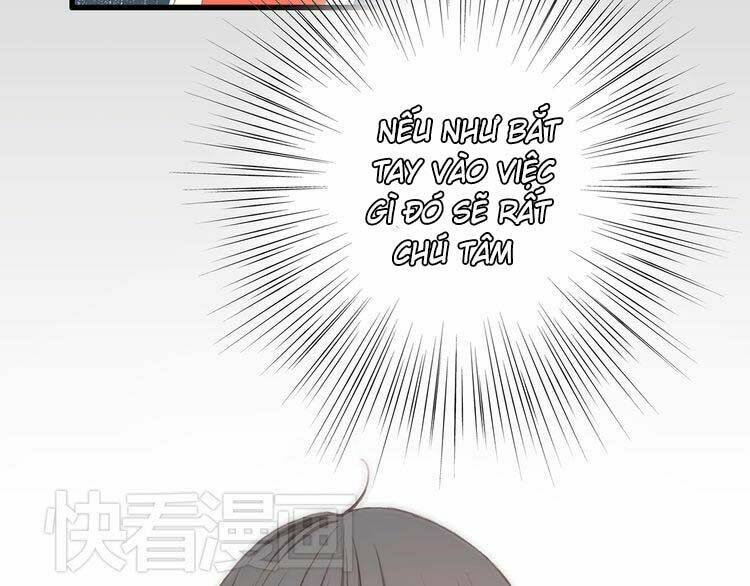 NẾU NHƯ BẮT
TAY VÀO VIỆC
GÌ ĐÓ SẼ RẤT
CHÚ TÂM
快看漫画